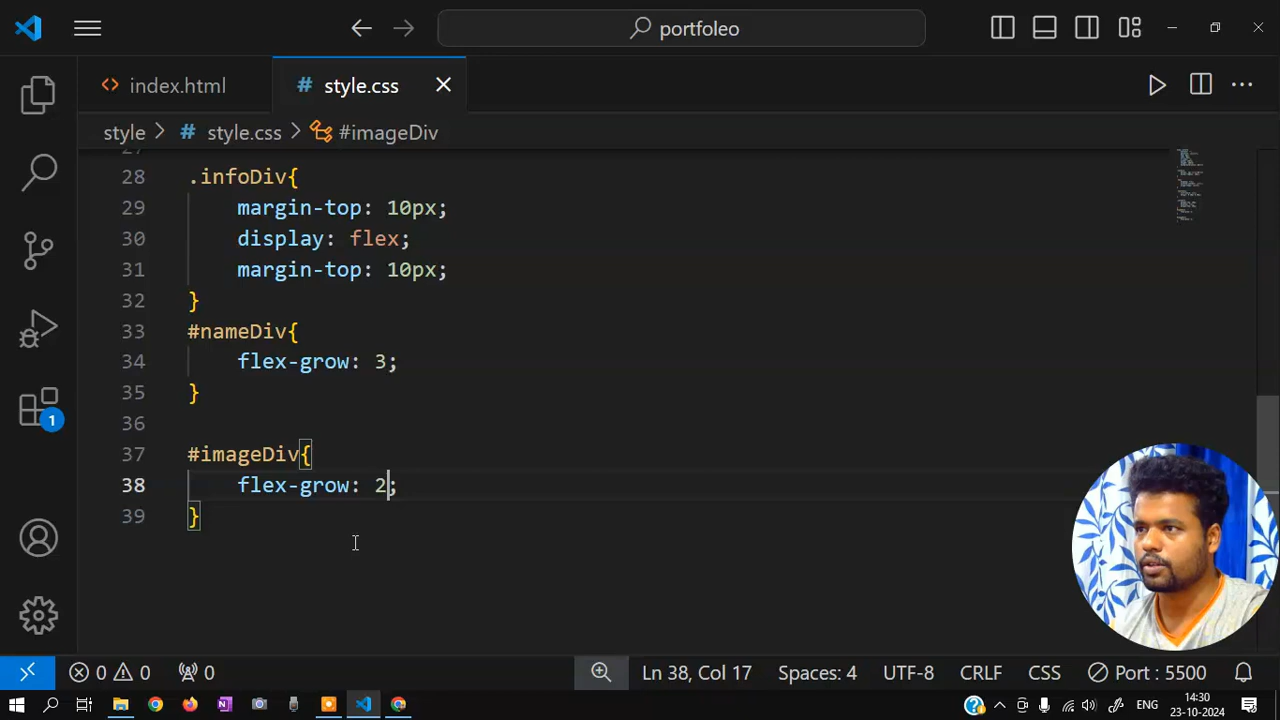 portfoleo
index.html
# style.css
style > # style.css > #imageDiv
27
28 .infoDiv{
29 margin-top: 10px;
30 display: flex;
31 margin-top: 10px;
32 }
33 #nameDiv{
34 flex-grow: 3;
35 }
36
37 #imageDiv{
38 flex-grow: 2;
39 }
1
0 0 0 Ln 38, Col 17 Spaces: 4 UTF-8 CRLF CSS Port : 5500
ENG 14:30
23-10-2024